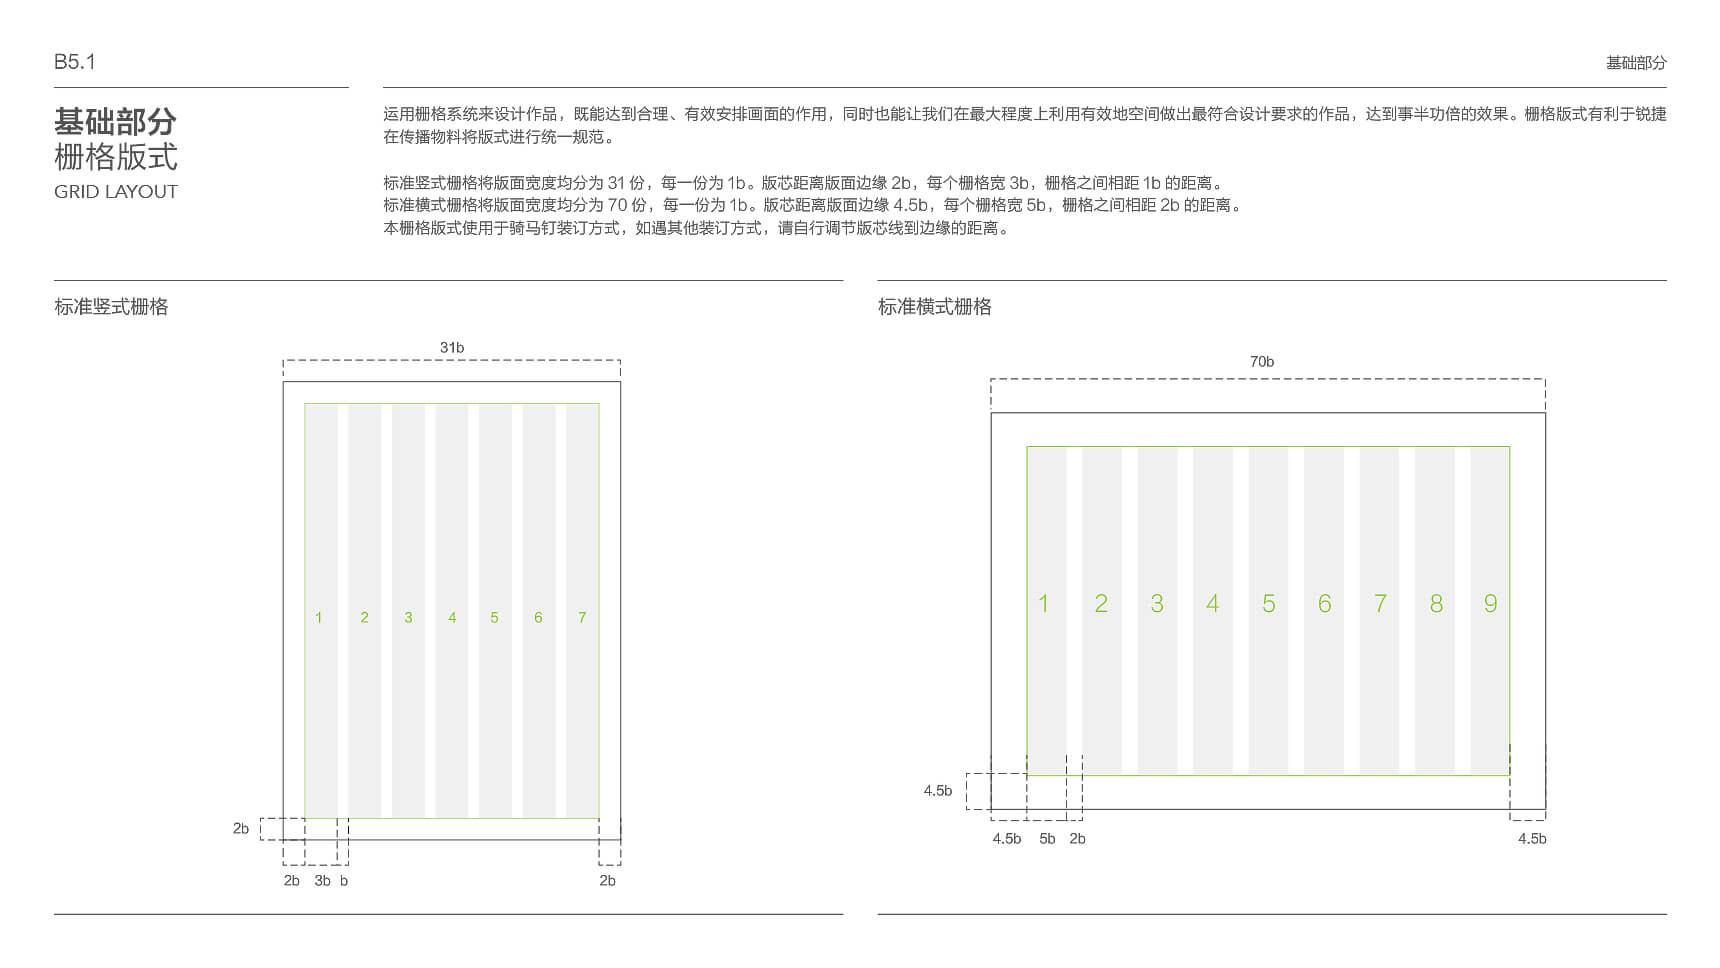 B5.1
基础部分
基础部分
栅格版式
GRID LAYOUT
运用栅格系统来设计作品，既能达到合理、有效安排画面的作用，同时也能让我们在最大程度上利用有效地空间做出最符合设计要求的作品，达到事半功倍的效果。栅格版式有利于锐捷
在传播物料将版式进行统一规范。
标准竖式栅格将版面宽度均分为 31 份，每一份为 1b。版芯距离版面边缘 2b，每个栅格宽 3b，栅格之间相距 1b 的距离。
标准横式栅格将版面宽度均分为 70 份，每一份为 1b。版芯距离版面边缘 4.5b，每个栅格宽 5b，栅格之间相距 2b 的距离。
本栅格版式使用于骑马钉装订方式，如遇其他装订方式，请自行调节版芯线到边缘的距离。
标准竖式栅格
31b
1 2 3 4 5 6 7
2b
2b 3b b 2b
标准横式栅格
70b
1 2 3 4 5 6 7 8 9
4.5b
4.5b 5b 2b 4.5b